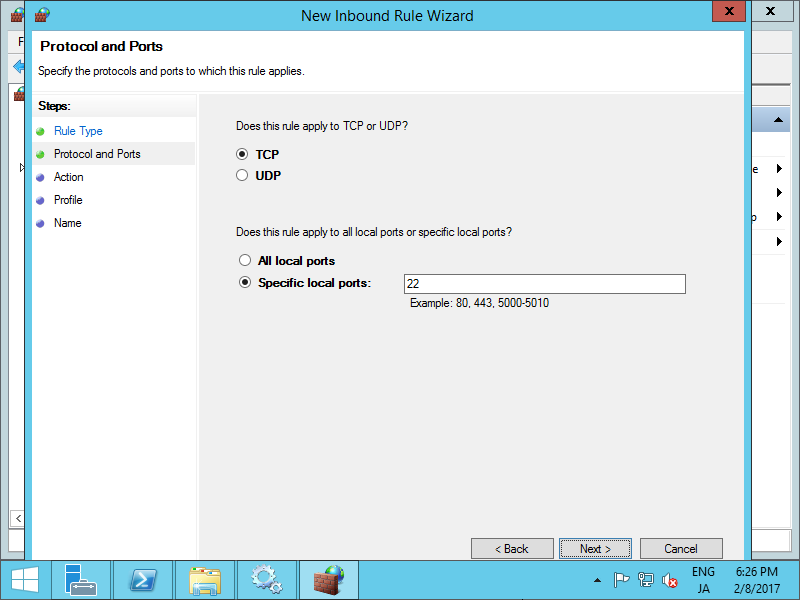 New Inbound Rule Wizard
x
x
F
Protocol and Ports
Specify the protocols and ports to which this rule applies.
Steps:
Rule Type
Protocol and Ports
Action
Profile
Name
Does this rule apply to TCP or UDP?
TCP
UDP
Does this rule apply to all local ports or specific local ports?
All local ports
Specific local ports:
22
Example: 80, 443, 5000-5010
e
p
< Back
Next >
Cancel
ENG
JA
6:26 PM
2/8/2017